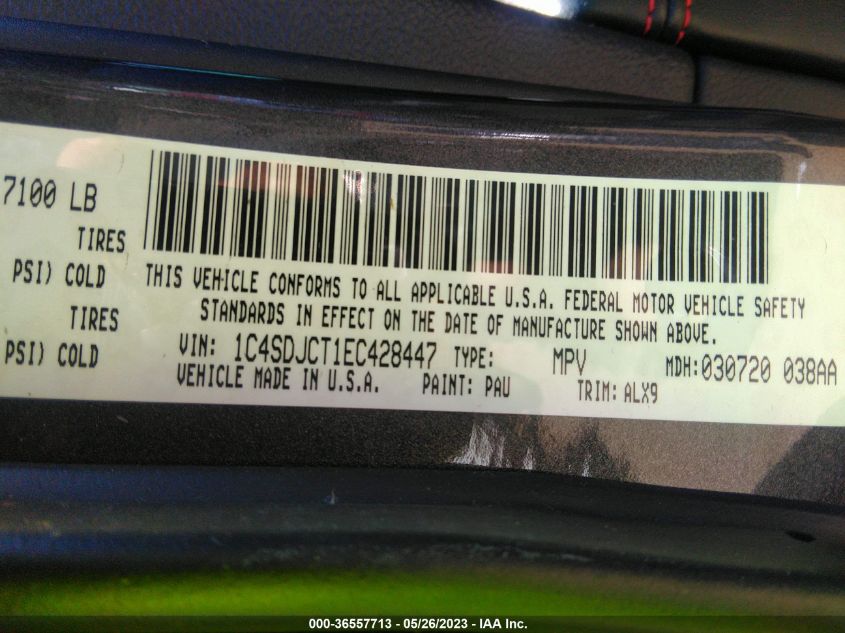 7100 LB
TIRES
PSI) COLD THIS VEHICLE CONFORMS TO ALL APPLICABLE U.S.A. FEDERAL MOTOR VEHICLE SAFETY
TIRES STANDARDS IN EFFECT ON THE DATE OF MANUFACTURE SHOWN ABOVE.
PSI) COLD VIN: 1C4SDJCT1EC428447 TYPE: MPV MDH:030720 038AA
VEHICLE MADE IN U.S.A. PAINT: PAU TRIM: ALX9
000-36557713 - 05/26/2023 - IAA Inc.